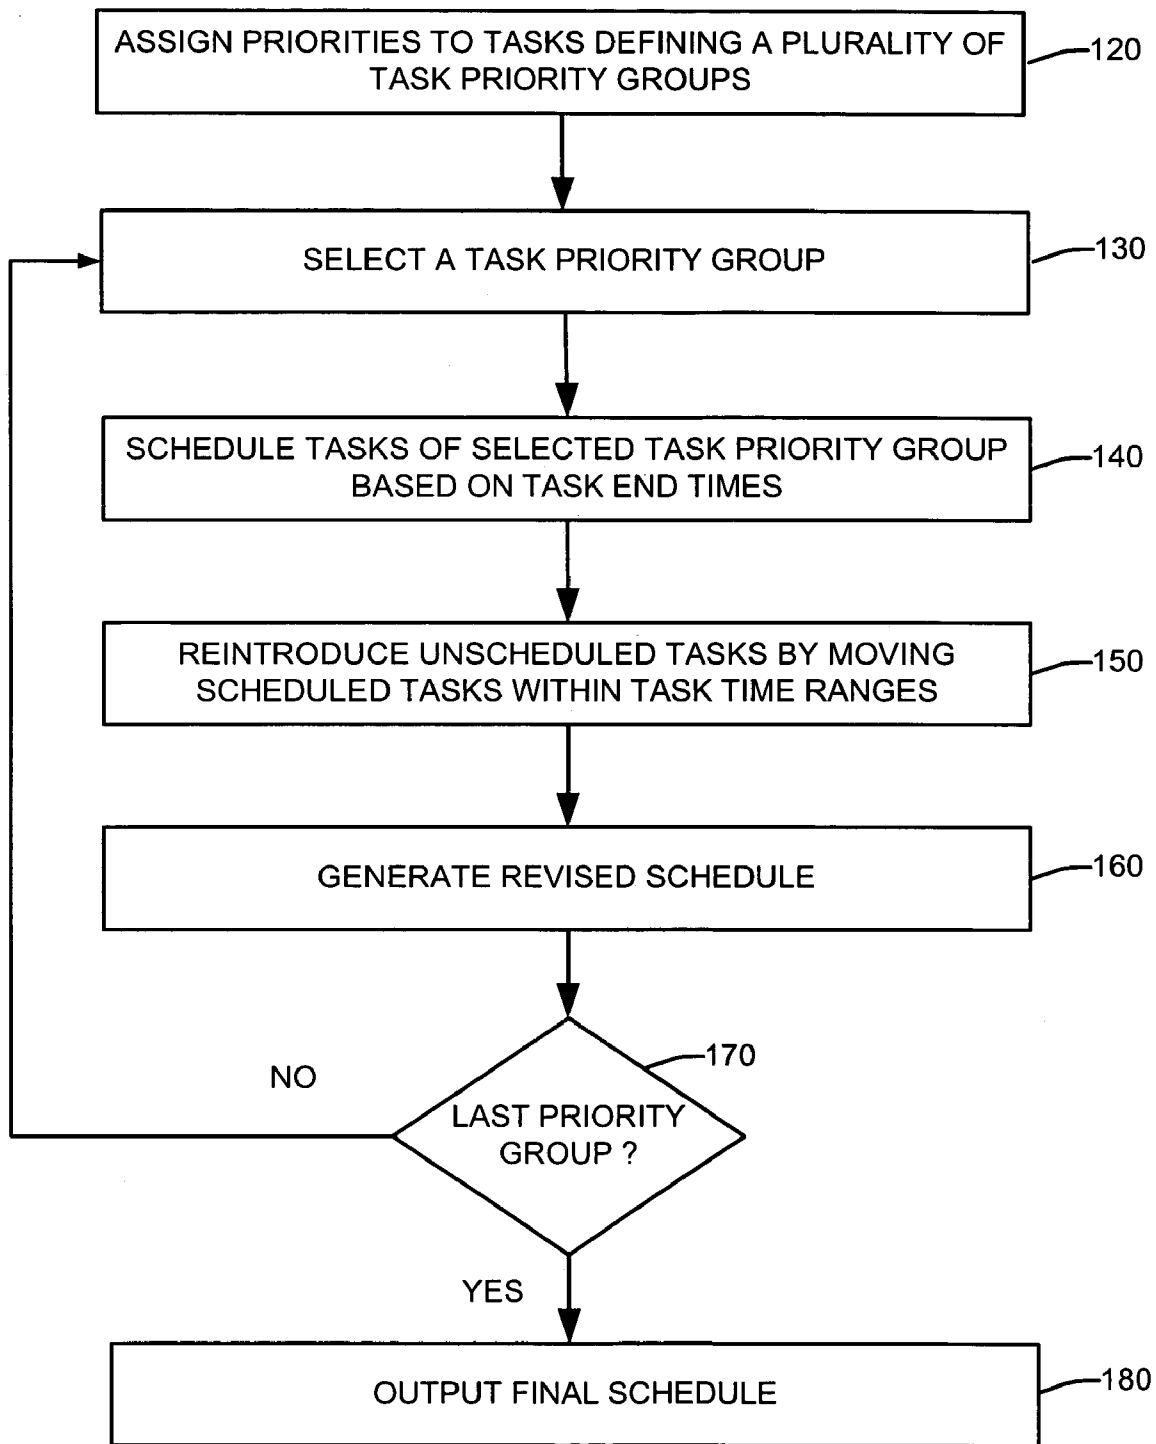 ASSIGN PRIORITIES TO TASKS DEFINING A PLURALITY OF
TASK PRIORITY GROUPS
120
SELECT A TASK PRIORITY GROUP
130
SCHEDULE TASKS OF SELECTED TASK PRIORITY GROUP
BASED ON TASK END TIMES
140
REINTRODUCE UNSCHEDULED TASKS BY MOVING
SCHEDULED TASKS WITHIN TASK TIME RANGES
150
GENERATE REVISED SCHEDULE
160
170
NO
LAST PRIORITY
GROUP ?
YES
OUTPUT FINAL SCHEDULE
180